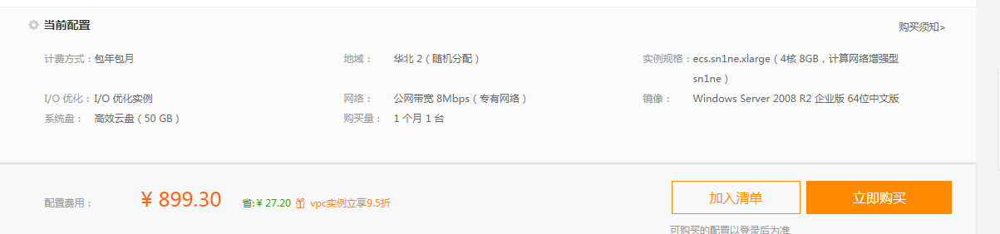 当前配置
购买须知>
计费方式：包年包月
地域： 华北 2（随机分配）
实例规格：ecs.sn1ne.xlarge（4核 8GB，计算网络增强型
sn1ne）
I/O 优化：I/O 优化实例
网络： 公网带宽 8Mbps（专有网络）
镜像： Windows Server 2008 R2 企业版 64位中文版
系统盘： 高效云盘（50 GB）
购买量： 1 个月 1 台
配置费用： ¥ 899.30 省:¥ 27.20 vpc实例立享9.5折
加入清单
立即购买
可购买的配置以登录后为准